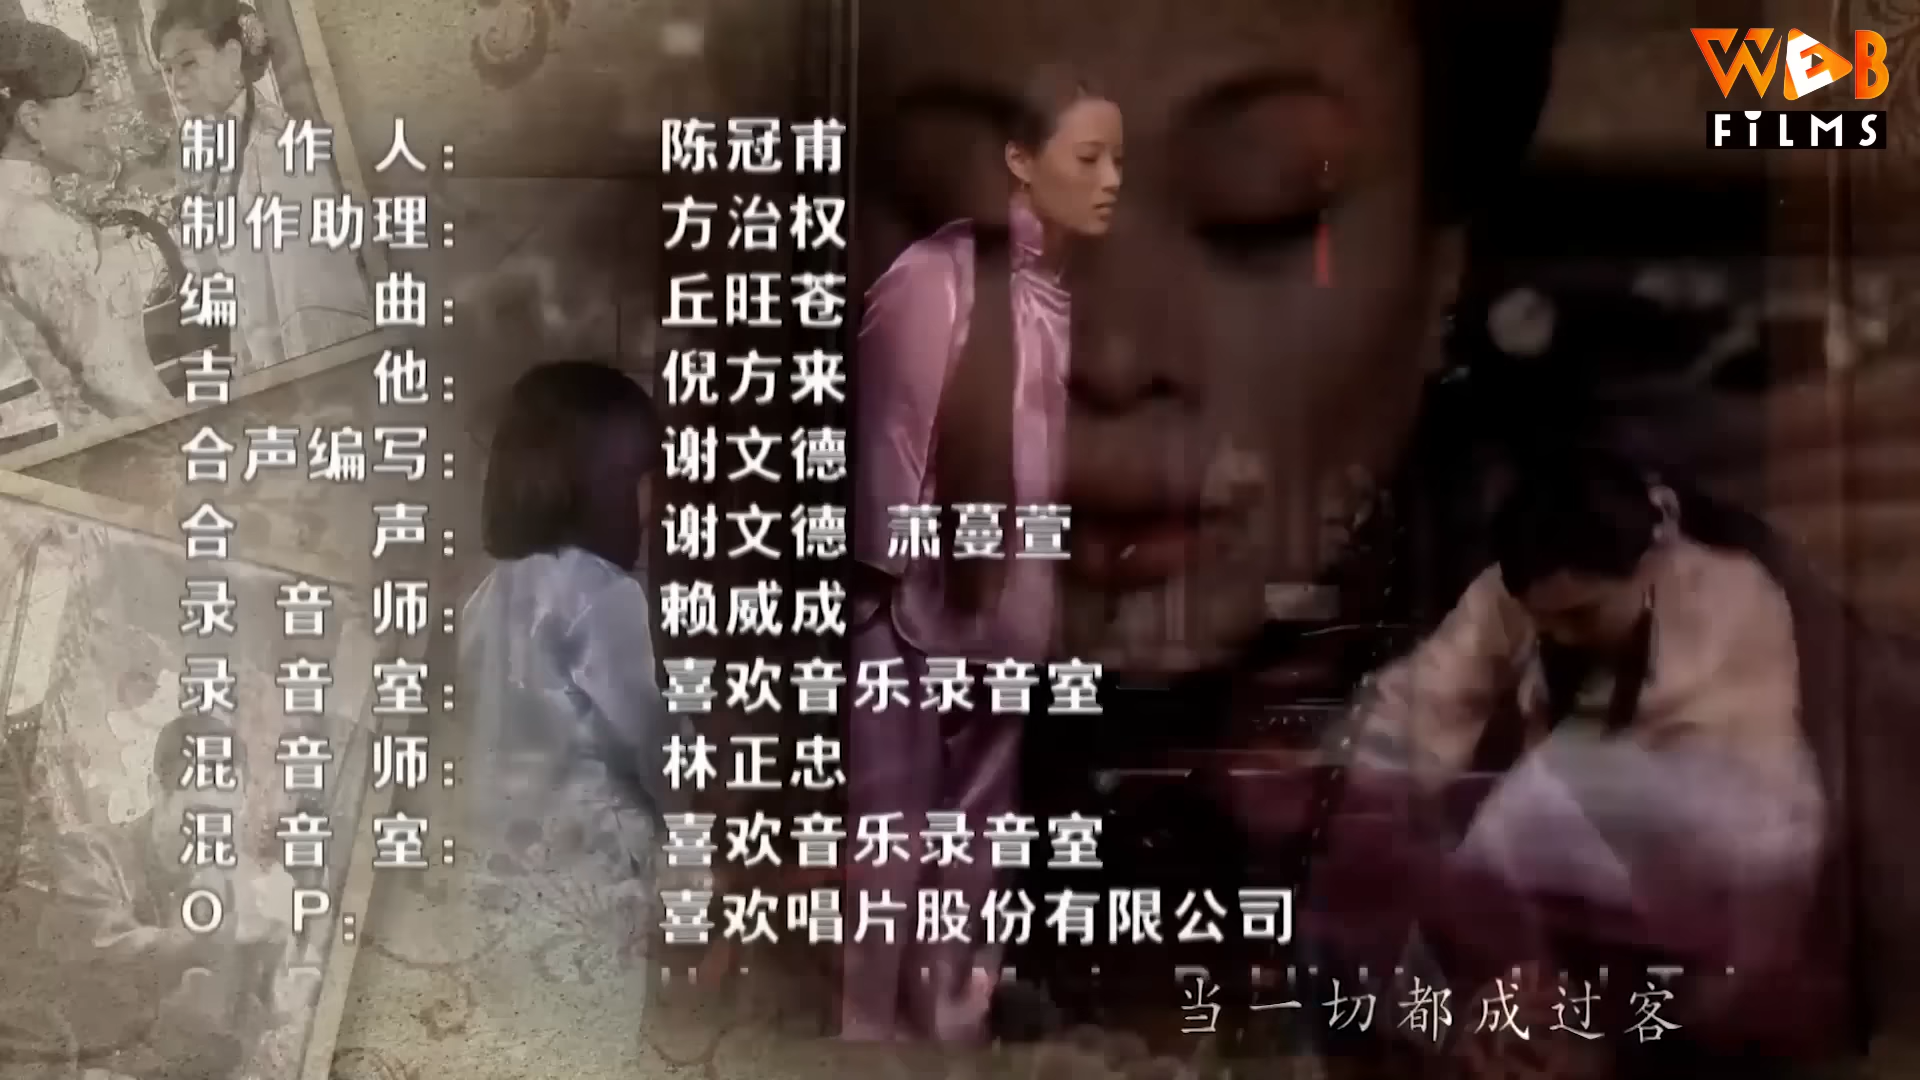 WEB
FiLMS
制作人: 陈冠甫
制作助理: 方治权
编曲: 丘旺苍
吉他: 倪方来
合声编写: 谢文德
合声: 谢文德 萧蔓萱
录音师: 赖威成
录音室: 喜欢音乐录音室
混音师: 林正忠
混音室: 喜欢音乐录音室
OP: 喜欢唱片股份有限公司
当一切都成过客